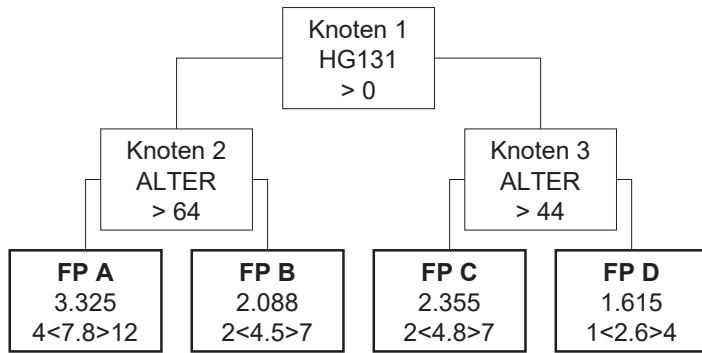 Knoten 1
HG131
> 0
Knoten 2
ALTER
> 64
Knoten 3
ALTER
> 44
FP A
3.325
4<7.8>12
FP B
2.088
2<4.5>7
FP C
2.355
2<4.8>7
FP D
1.615
1<2.6>4